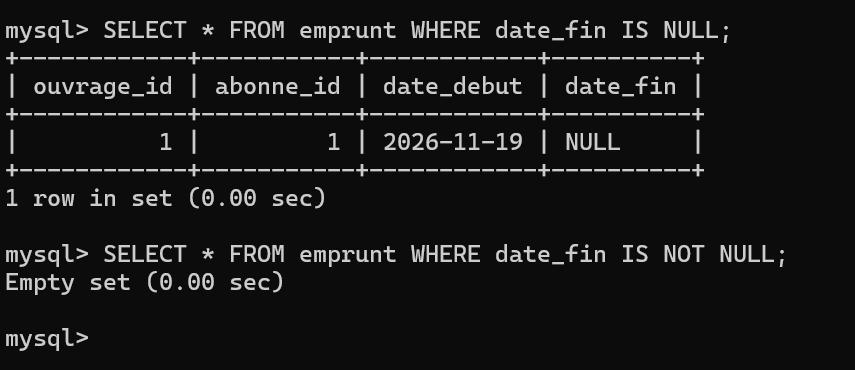 mysql> SELECT * FROM emprunt WHERE date_fin IS NULL;
+------------+-----------+------------+----------+
| ouvrage_id | abonne_id | date_debut | date_fin |
+------------+-----------+------------+----------+
|          1 |         1 | 2026-11-19 | NULL     |
+------------+-----------+------------+----------+
1 row in set (0.00 sec)
mysql> SELECT * FROM emprunt WHERE date_fin IS NOT NULL;
Empty set (0.00 sec)
mysql>